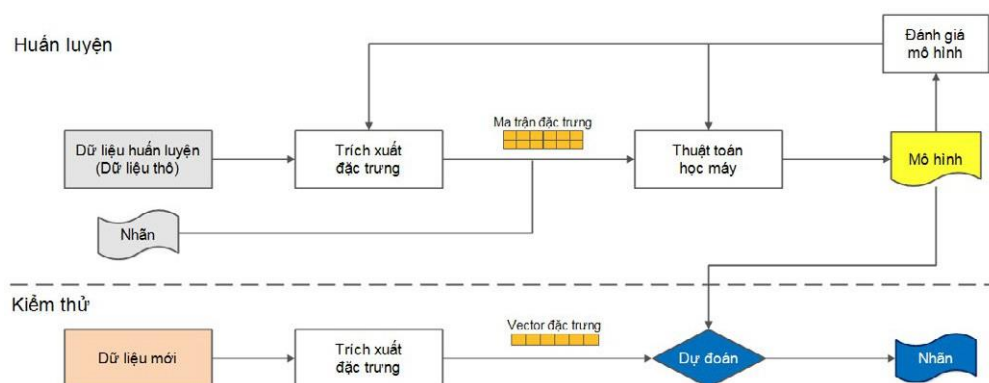 Huấn luyện
Đánh giá
mô hình
Ma trận đặc trưng
Dữ liệu huấn luyện
(Dữ liệu thô)
Trích xuất
đặc trưng
Thuật toán
học máy
Mô hình
Nhãn
Kiểm thử
Vector đặc trưng
Dữ liệu mới
Trích xuất
đặc trưng
Dự đoán
Nhãn